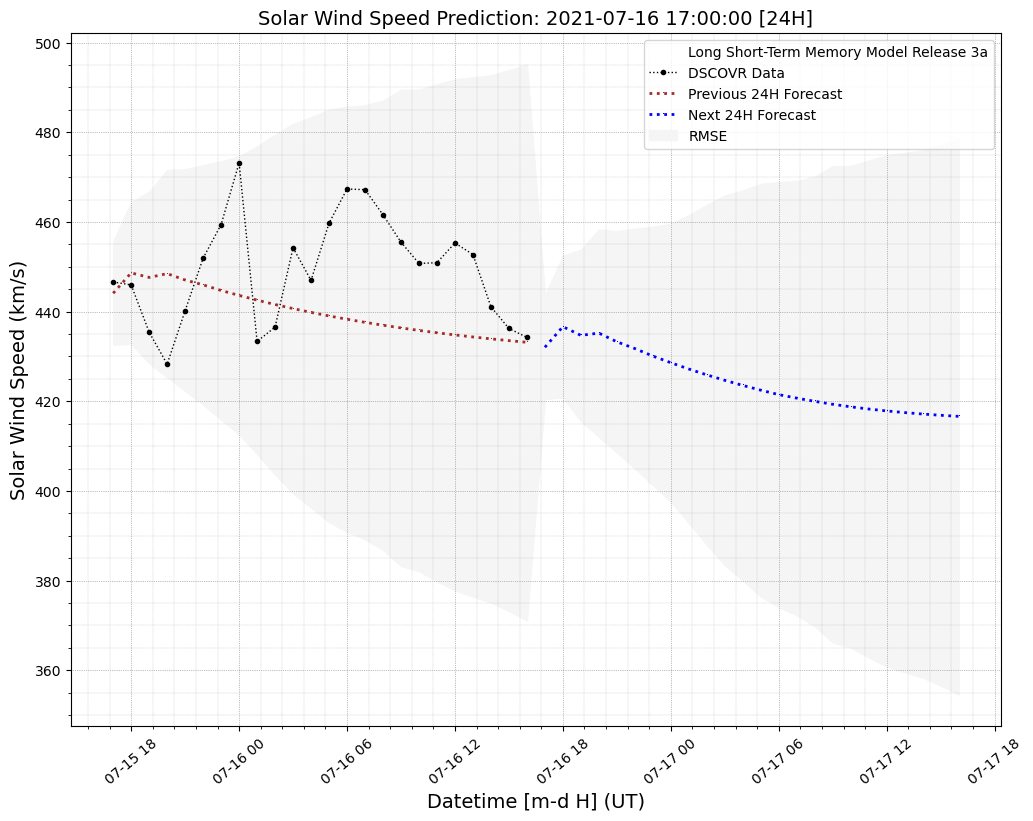 Solar Wind Speed Prediction: 2021-07-16 17:00:00 [24H]
Long Short-Term Memory Model Release 3a
DSCOVR Data
Previous 24H Forecast
Next 24H Forecast
RMSE
Solar Wind Speed (km/s)
500
480
460
440
420
400
380
360
07-15 18
07-16 00
07-16 06
07-16 12
07-16 18
07-17 00
07-17 06
07-17 12
07-17 18
Datetime [m-d H] (UT)